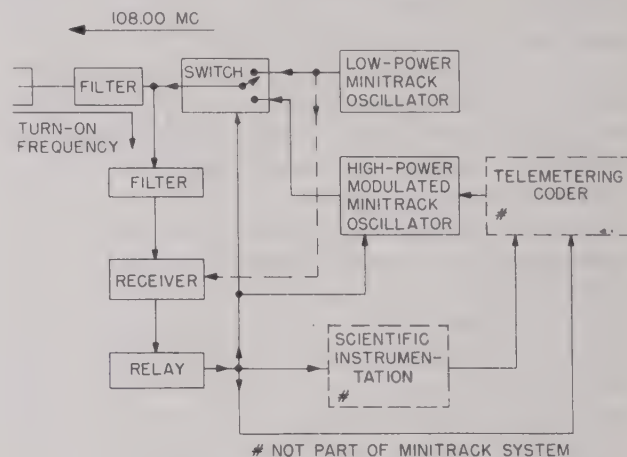 108.00 MC
SWITCH
LOW-POWER
MINITRACK
OSCILLATOR
FILTER
TURN-ON
FREQUENCY
FILTER
HIGH-POWER
MODULATED
MINITRACK
OSCILLATOR
TELEMETERING
CODER
#
RECEIVER
SCIENTIFIC
INSTRUMEN-
TATION
#
RELAY
# NOT PART OF MINITRACK SYSTEM